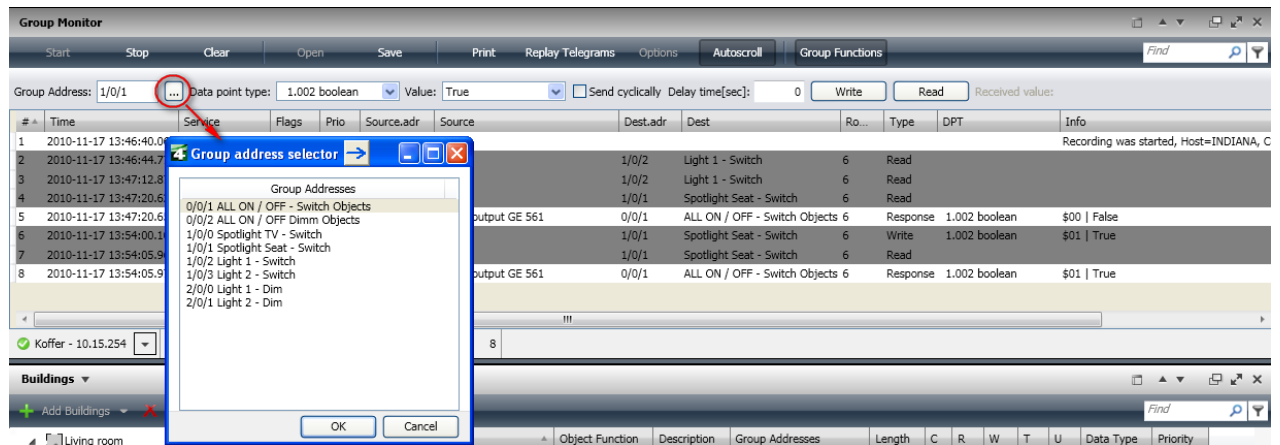 Group Monitor
Start Stop Clear Open Save Print Replay Telegrams Options Autoscroll Group Functions Find
Group Address: 1/0/1 ... Data point type: 1.002 boolean Value: True Send cyclically Delay time[sec]: 0 Write Read Received value:
# Time Service Flags Prio Source.adr Source Dest.adr Dest Ro... Type DPT Info
1 2010-11-17 13:46:40.06 Recording was started, Host=INDIANA, C
2 2010-11-17 13:46:44.7 1/0/2 Light 1 - Switch 6 Read
3 2010-11-17 13:47:12.8 1/0/2 Light 1 - Switch 6 Read
4 2010-11-17 13:47:20.6 1/0/1 Spotlight Seat - Switch 6 Read
5 2010-11-17 13:47:20.6 output GE 561 0/0/1 ALL ON / OFF - Switch Objects 6 Response 1.002 boolean $00 | False
6 2010-11-17 13:54:00.1 1/0/1 Spotlight Seat - Switch 6 Write 1.002 boolean $01 | True
7 2010-11-17 13:54:05.9 1/0/1 Spotlight Seat - Switch 6 Read
8 2010-11-17 13:54:05.9 output GE 561 0/0/1 ALL ON / OFF - Switch Objects 6 Response 1.002 boolean $01 | True
Group address selector
Group Addresses
0/0/1 ALL ON / OFF - Switch Objects
0/0/2 ALL ON / OFF Dimm Objects
1/0/0 Spotlight TV - Switch
1/0/1 Spotlight Seat - Switch
1/0/2 Light 1 - Switch
1/0/3 Light 2 - Switch
2/0/0 Light 1 - Dim
2/0/1 Light 2 - Dim
OK Cancel
Koffer - 10.15.254 8
Buildings
Add Buildings Find
Living room Object Function Description Group Addresses Length C R W T U Data Type Priority